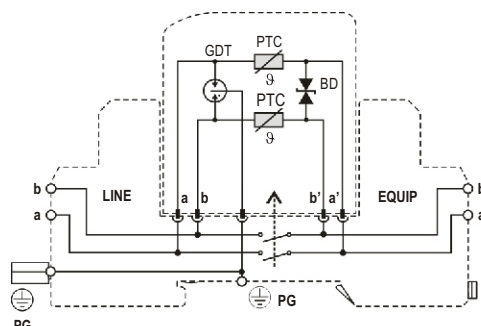 GDT
PTC
ϑ
BD
PTC
ϑ
a b b' a'
b LINE EQUIP b
a a
PG
PG